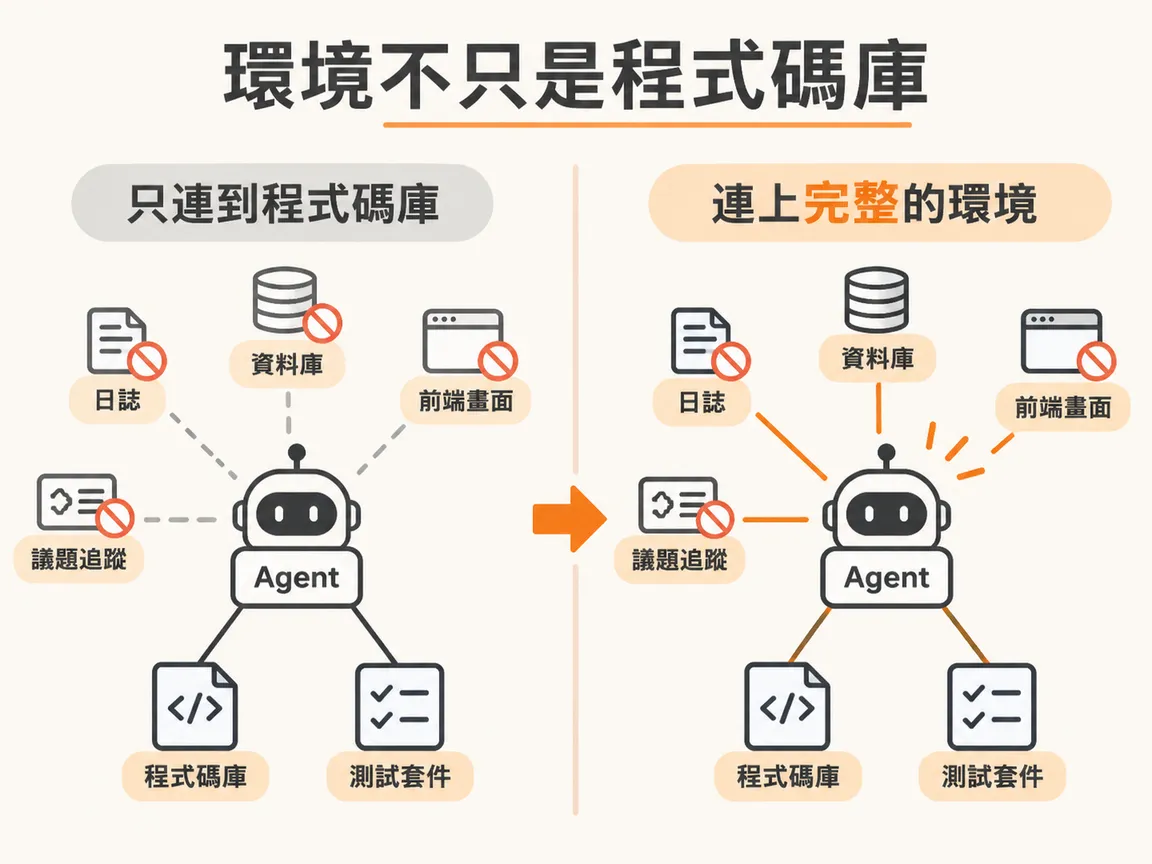 環境不只是程式碼庫
只連到程式碼庫
日誌
資料庫
前端畫面
議題追蹤
Agent
程式碼庫
測試套件
連上完整的環境
日誌
資料庫
前端畫面
議題追蹤
Agent
程式碼庫
測試套件